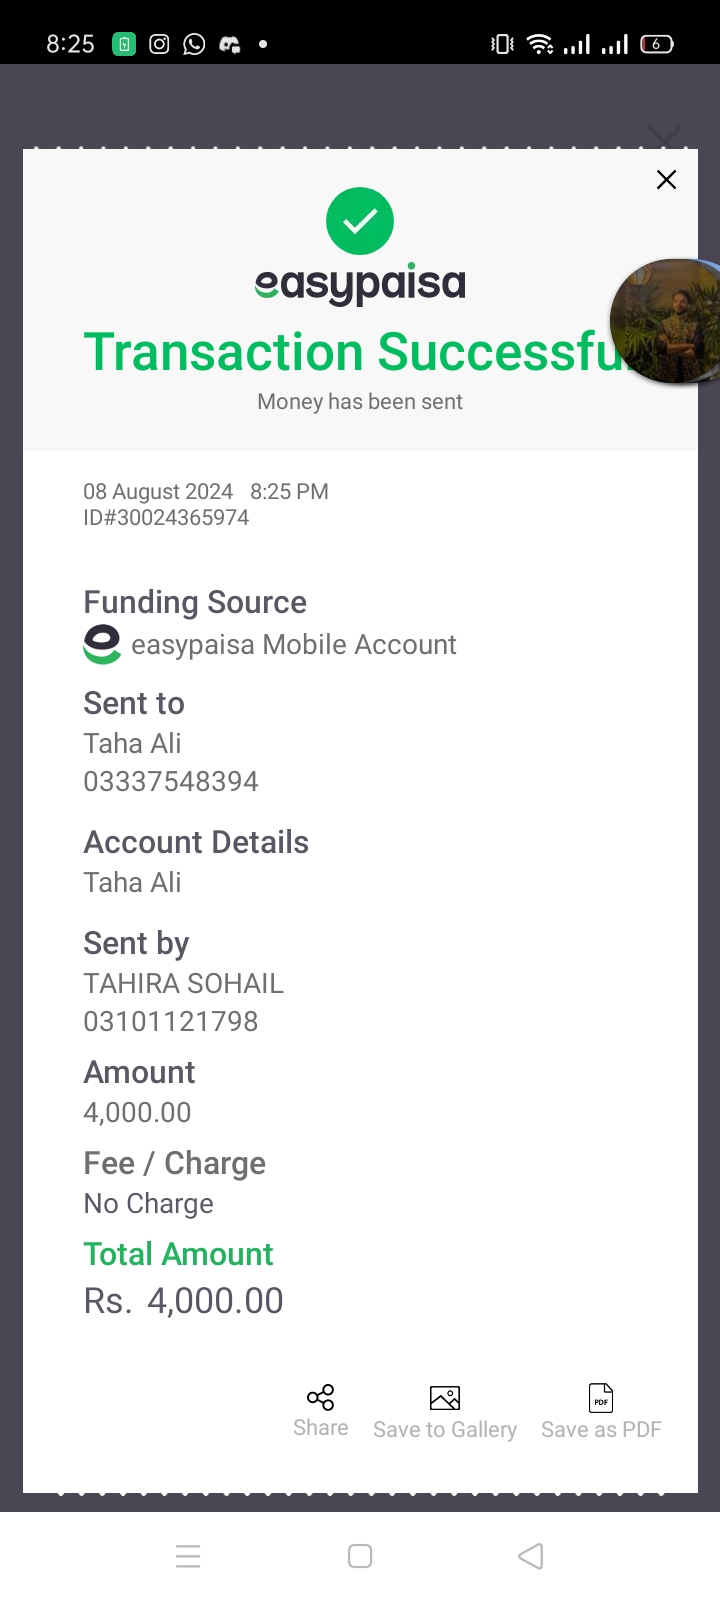 8:25
6
easypaisa
Transaction Successfu
Money has been sent
08 August 2024 8:25 PM
ID#30024365974
Funding Source
easypaisa Mobile Account
Sent to
Taha Ali
03337548394
Account Details
Taha Ali
Sent by
TAHIRA SOHAIL
03101121798
Amount
4,000.00
Fee / Charge
No Charge
Total Amount
Rs. 4,000.00
PDF
Share Save to Gallery Save as PDF